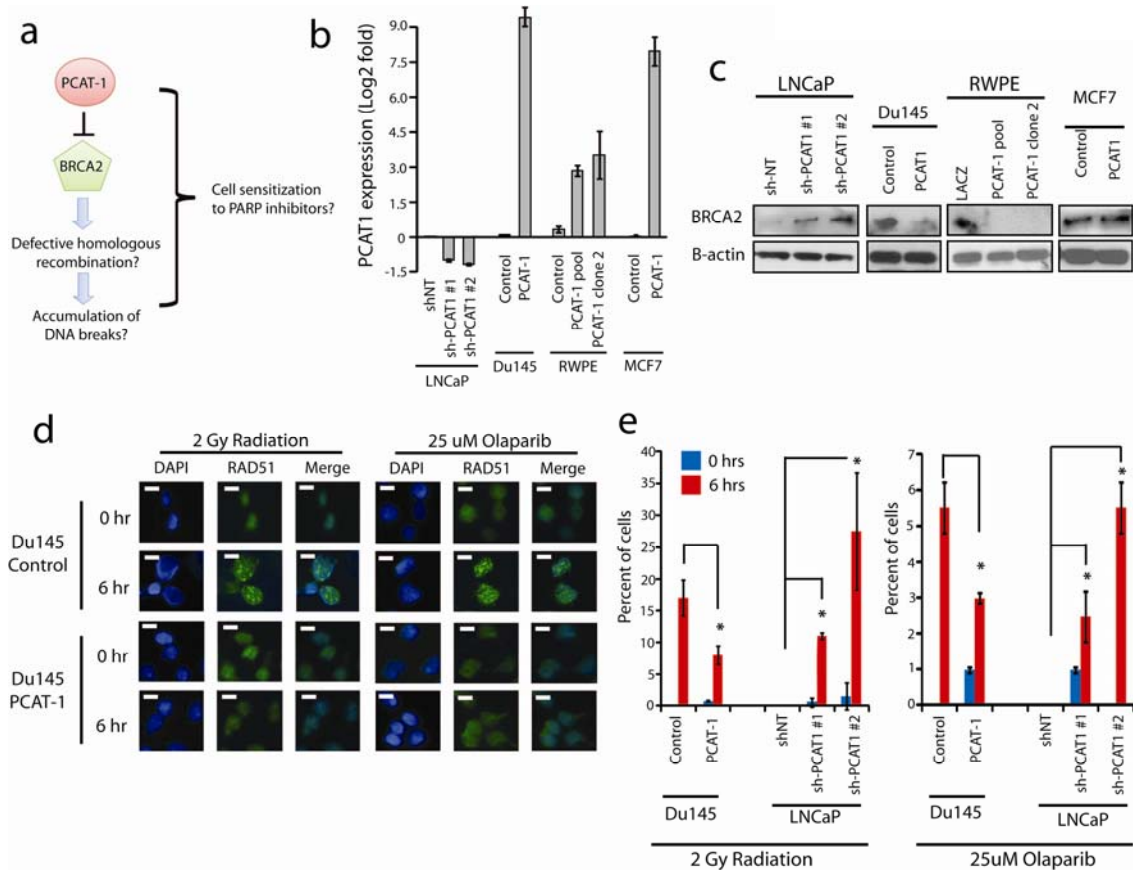 a
PCAT-1
BRCA2
Defective homologous
recombination?
Accumulation of
DNA breaks?
Cell sensitization
to PARP inhibitors?
b
PCAT1 expression (Log2 fold)
9.0
7.5
6.0
4.5
3.0
1.5
0
-1.5
shNT
sh-PCAT1 #1
sh-PCAT1 #2
Control
PCAT-1
Control
PCAT-1 pool
PCAT-1 clone 2
Control
PCAT-1
LNCaP
Du145
RWPE
MCF7
c
LNCaP
Du145
RWPE
MCF7
sh-NT
sh-PCAT1 #1
sh-PCAT1 #2
Control
PCAT1
LACZ
PCAT-1 pool
PCAT-1 clone 2
Control
PCAT1
BRCA2
B-actin
d
2 Gy Radiation
25 uM Olaparib
DAPI
RAD51
Merge
DAPI
RAD51
Merge
Du145
Control
0 hr
6 hr
Du145
PCAT-1
0 hr
6 hr
e
0 hrs
6 hrs
Percent of cells
40
35
30
25
20
15
10
5
0
*
*
*
Control
PCAT-1
shNT
sh-PCAT1 #1
sh-PCAT1 #2
Du145
LNCaP
2 Gy Radiation
Percent of cells
7
6
5
4
3
2
1
0
*
*
*
Control
PCAT-1
shNT
sh-PCAT1 #1
sh-PCAT1 #2
Du145
LNCaP
25uM Olaparib